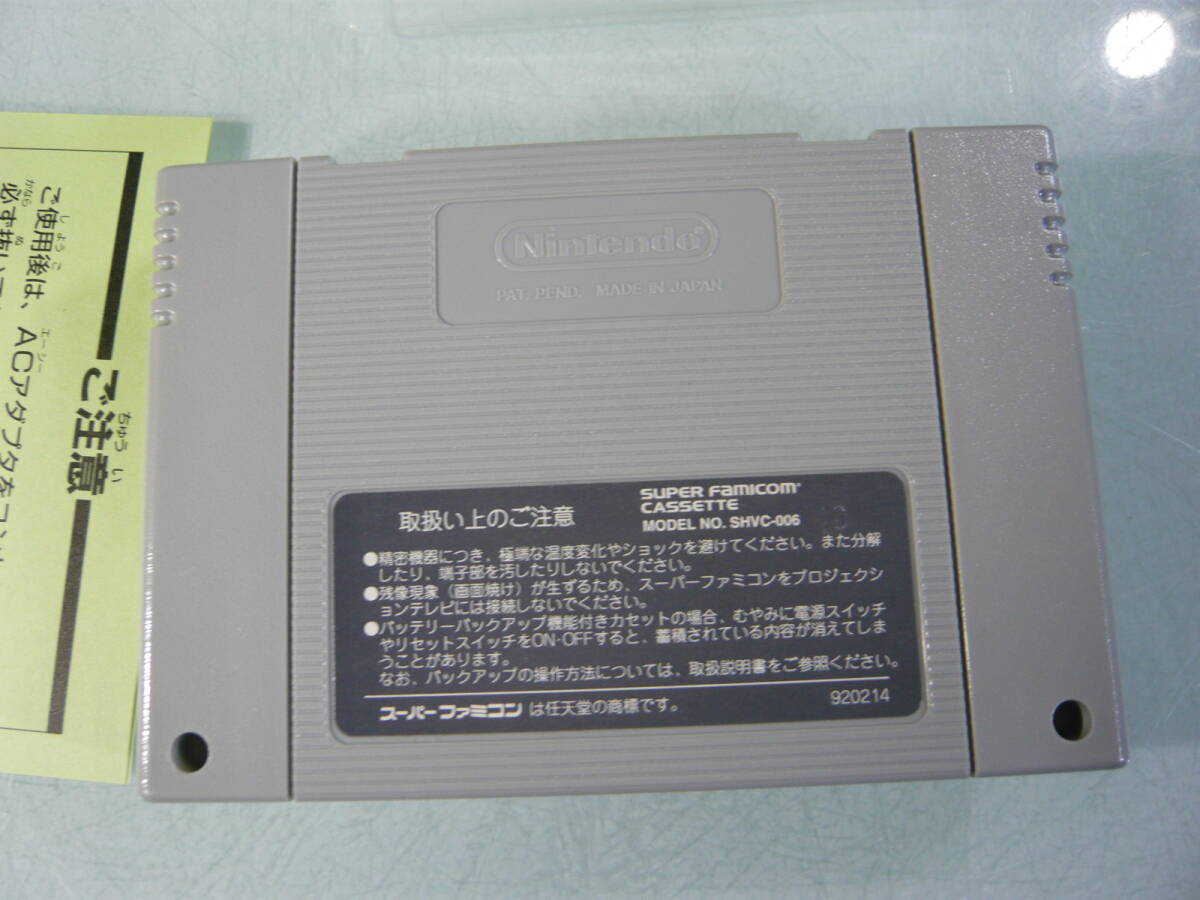 Nintendo
PAT. PEND. MADE IN JAPAN
取扱い上のご注意
SUPER FAMICOM
CASSETTE
MODEL NO. SHVC-006
●精密機器につき、極端な温度変化やショックを避けてください。また分解
したり、端子部を汚したりしないでください。
●残像現象(画面焼け)が生ずるため、スーパーファミコンをプロジェクシ
ョンテレビには接続しないでください。
●バッテリーバックアップ機能付きカセットの場合、むやみに電源スイッチ
やリセットスイッチをON-OFFすると、蓄積されている内容が消えてしま
うことがあります。
なお、バックアップの操作方法については、取扱説明書をご参照ください。
スーパーファミコンは任天堂の商標です。
920214
ご注意
ご使用後は、ACアダプタをコン
必ず抜いて